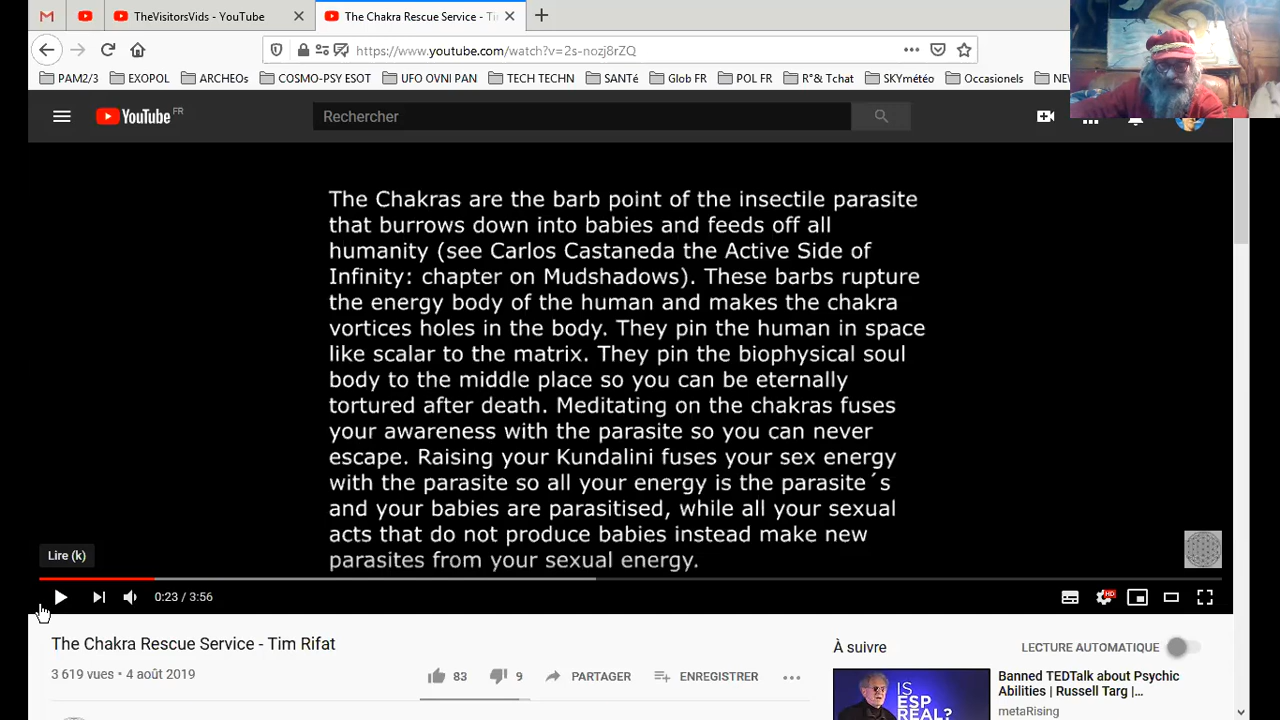 TheVisitorsVids - YouTube
The Chakra Rescue Service - Ti
https://www.youtube.com/watch?v=2s-nozj8rZQ
PAM2/3 EXOPOL ARCHEOs COSMO-PSY ESOT UFO OVNI PAN TECH TECHN SANTé Glob FR POL FR R°& Tchat SKYmétéo Occasionels
YouTube FR
Rechercher
The Chakras are the barb point of the insectile parasite
that burrows down into babies and feeds off all
humanity (see Carlos Castaneda the Active Side of
Infinity: chapter on Mudshadows). These barbs rupture
the energy body of the human and makes the chakra
vortices holes in the body. They pin the human in space
like scalar to the matrix. They pin the biophysical soul
body to the middle place so you can be eternally
tortured after death. Meditating on the chakras fuses
your awareness with the parasite so you can never
escape. Raising your Kundalini fuses your sex energy
with the parasite so all your energy is the parasite´s
and your babies are parasitised, while all your sexual
acts that do not produce babies instead make new
parasites from your sexual energy.
Lire (k)
0:23 / 3:56
HD
The Chakra Rescue Service - Tim Rifat
3 619 vues • 4 août 2019
83 9 PARTAGER ENREGISTRER
À suivre
LECTURE AUTOMATIQUE
IS
ESP
REAL?
Banned TEDTalk about Psychic
Abilities | Russell Targ |...
metaRising